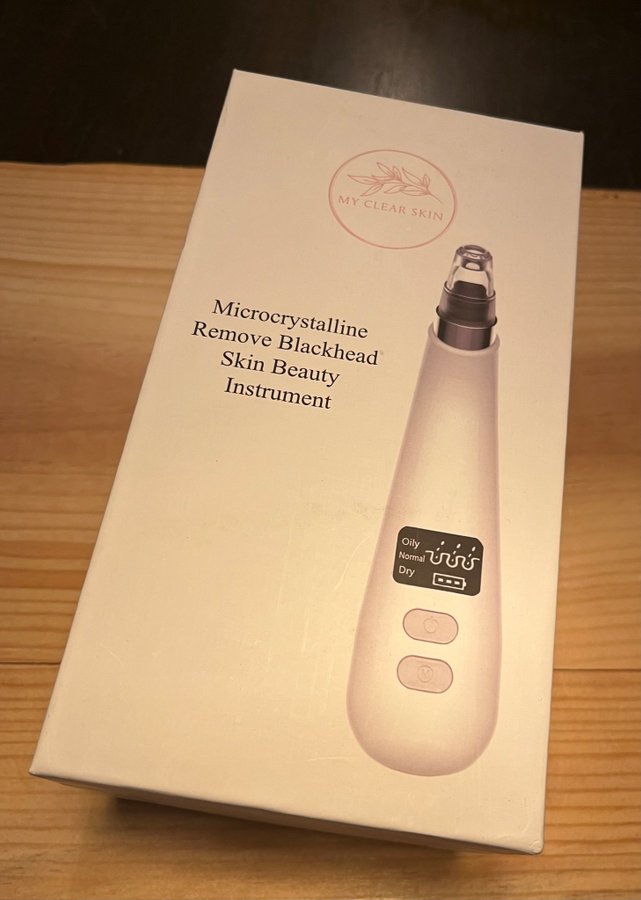 MY CLEAR SKIN
Microcrystalline
Remove Blackhead
Skin Beauty
Instrument
Oily
Normal
Dry
M